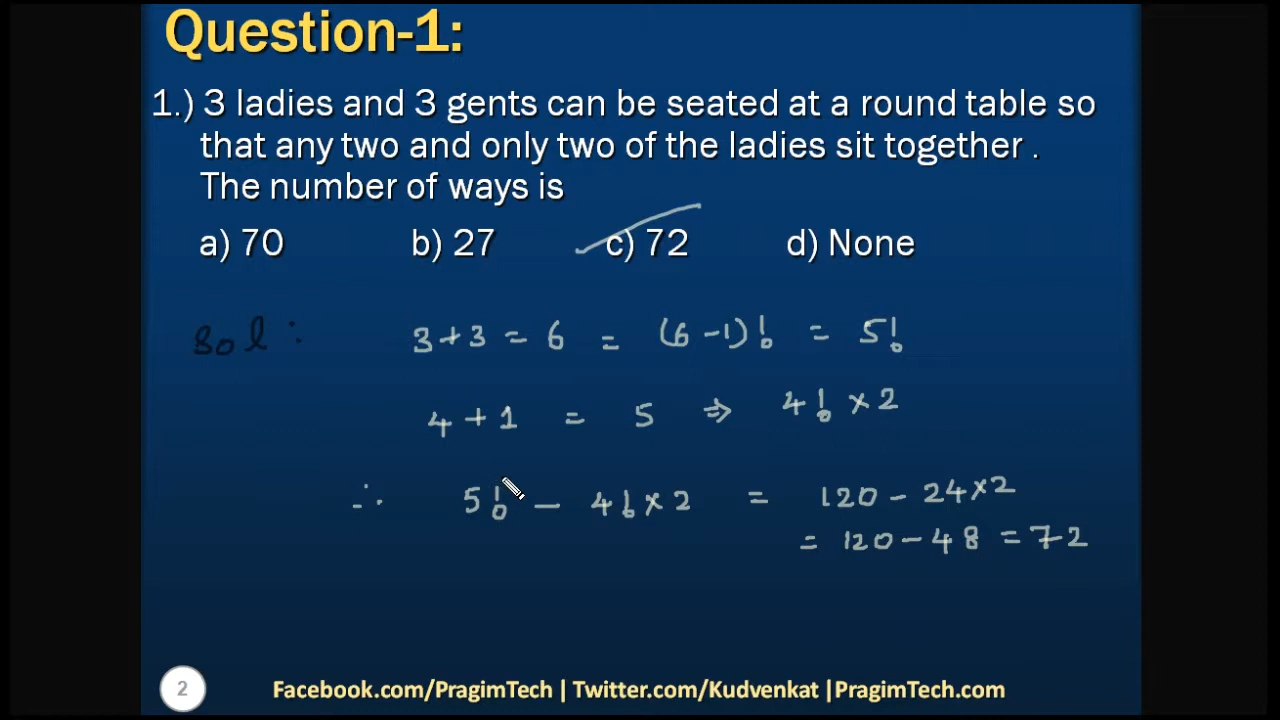 Question-1:
1.) 3 ladies and 3 gents can be seated at a round table so
that any two and only two of the ladies sit together .
The number of ways is
a) 70 b) 27 c) 72 d) None
Sol : 3 + 3 = 6 = (6 - 1)! = 5!
4 + 1 = 5 ⇒ 4! × 2
∴ 5! - 4! × 2 = 120 - 24 × 2
= 120 - 48 = 72
2 Facebook.com/PragimTech | Twitter.com/Kudvenkat |PragimTech.com